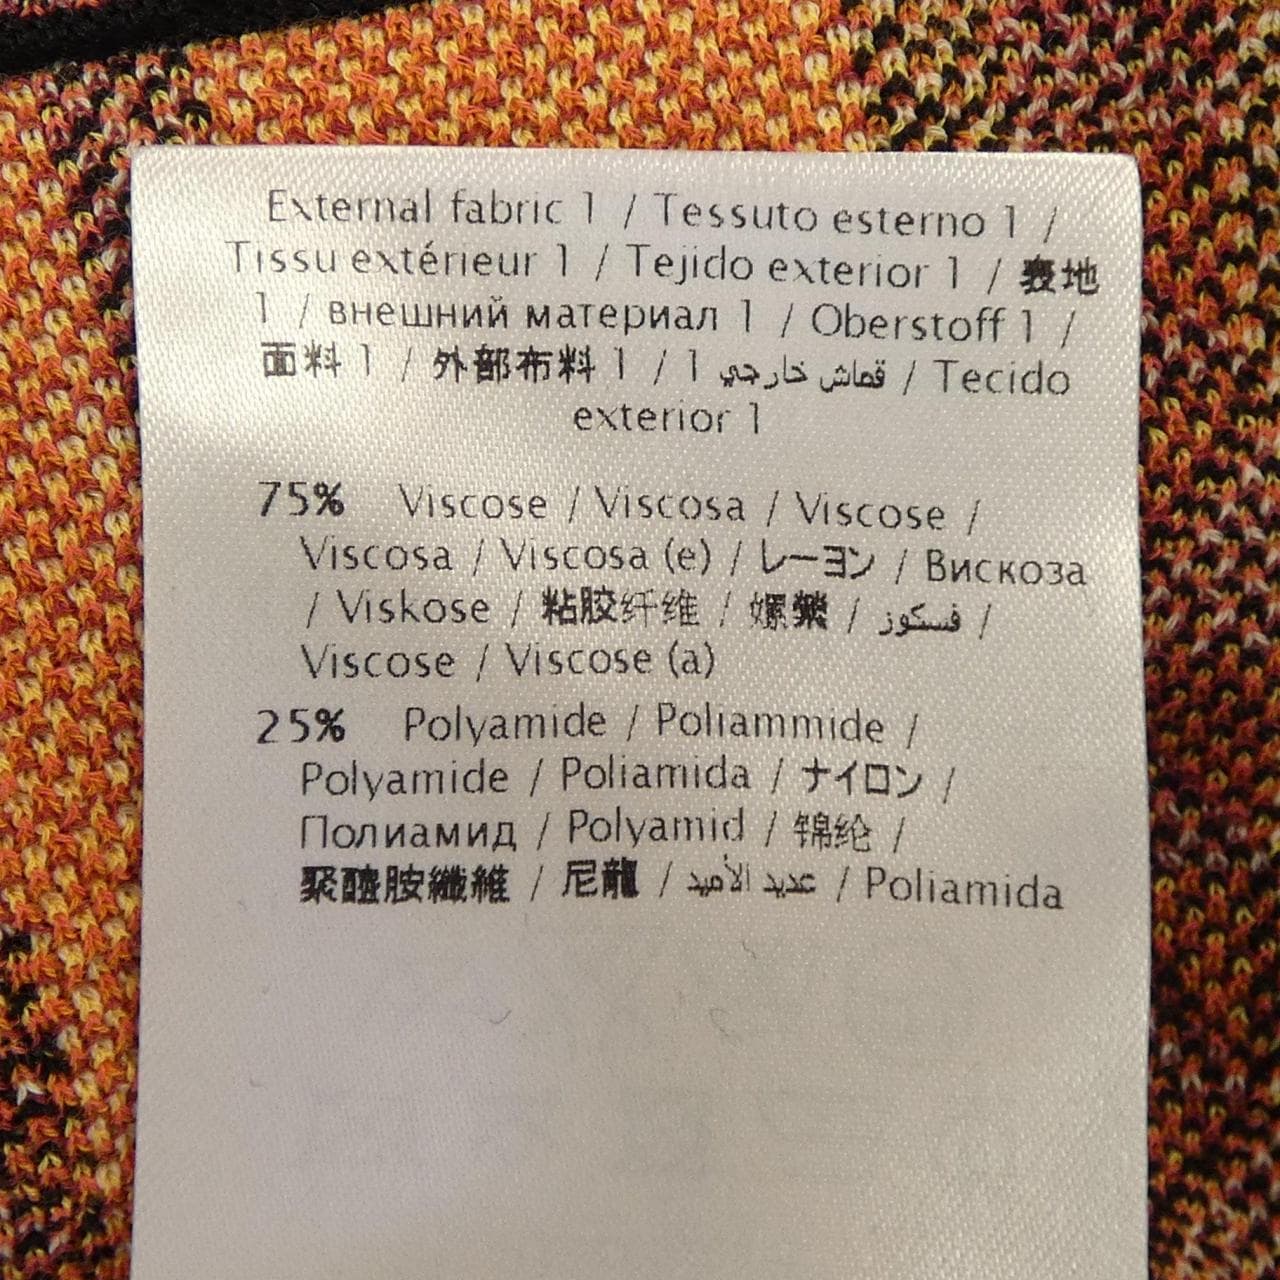 External fabric 1 / Tessuto esterno 1 /
Tissu extérieur 1 / Tejido exterior 1 / 表地
1 / внешний материал 1 / Oberstoff 1 /
面料 1 / 外部布料 1 / 1 قماش خارجي / Tecido
exterior 1
75% Viscose / Viscosa / Viscose /
Viscosa / Viscosa (e) / レーヨン / Вискоза
/ Viskose / 粘胶纤维 / 嫘縈 / فسكوز /
Viscose / Viscose (a)
25% Polyamide / Poliammide /
Polyamide / Poliamida / ナイロン /
Полиамид / Polyamid / 锦纶 /
聚醯胺纖維 / 尼龍 / عديد الأميد / Poliamida